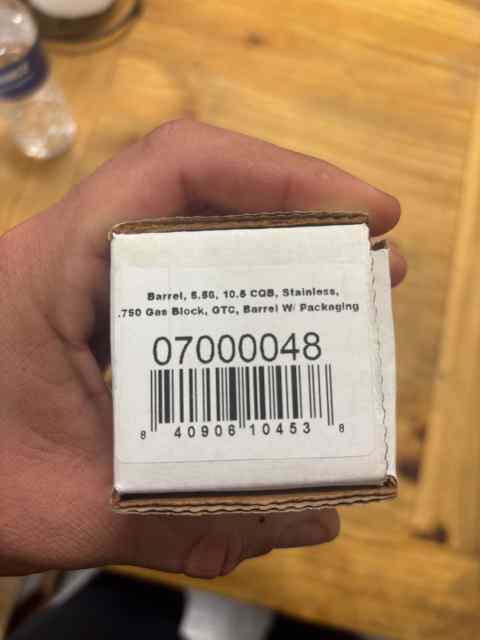 Barrel, 5.56, 10.5 CQB, Stainless,
.750 Gas Block, GTC, Barrel W/ Packaging
07000048
8 40906 10453 8